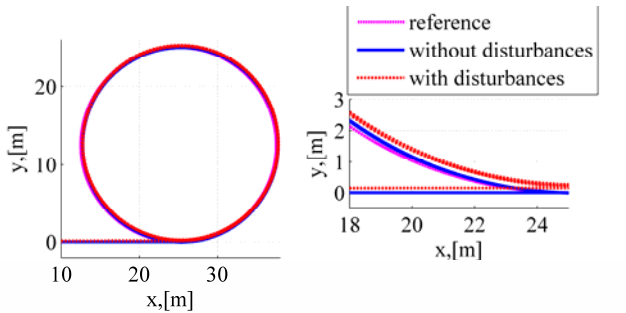 20
10
0
y,[m]
10
20
30
x,[m]
reference
without disturbances
with disturbances
3
2
1
0
y,[m]
18
20
22
24
x,[m]